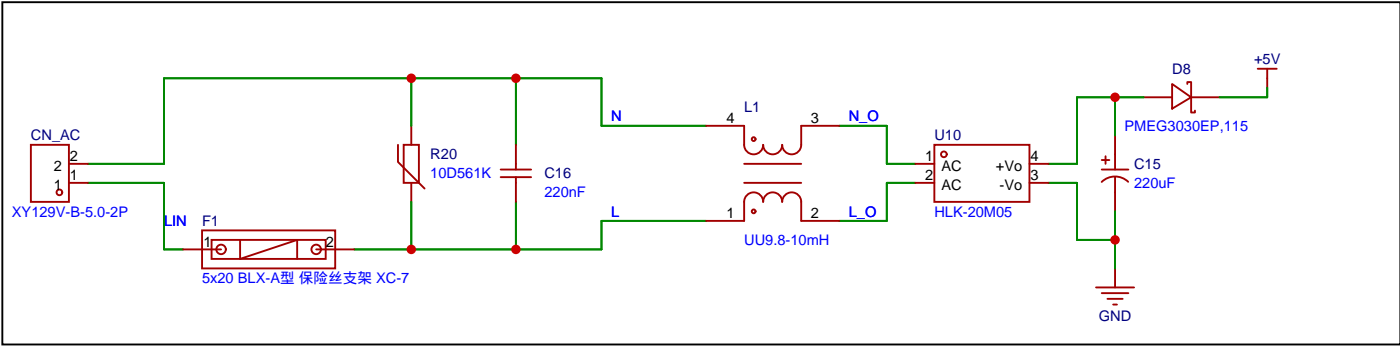 CN_AC
2
2
1
1
XY129V-B-5.0-2P
LIN
F1
1
2
5x20 BLX-A型 保险丝支架 XC-7
R20
10D561K
C16
220nF
N
L
L1
4
3
1
2
UU9.8-10mH
N_O
L_O
U10
1
AC
+Vo
4
2
AC
-Vo
3
HLK-20M05
+
C15
220uF
D8
PMEG3030EP,115
+5V
GND